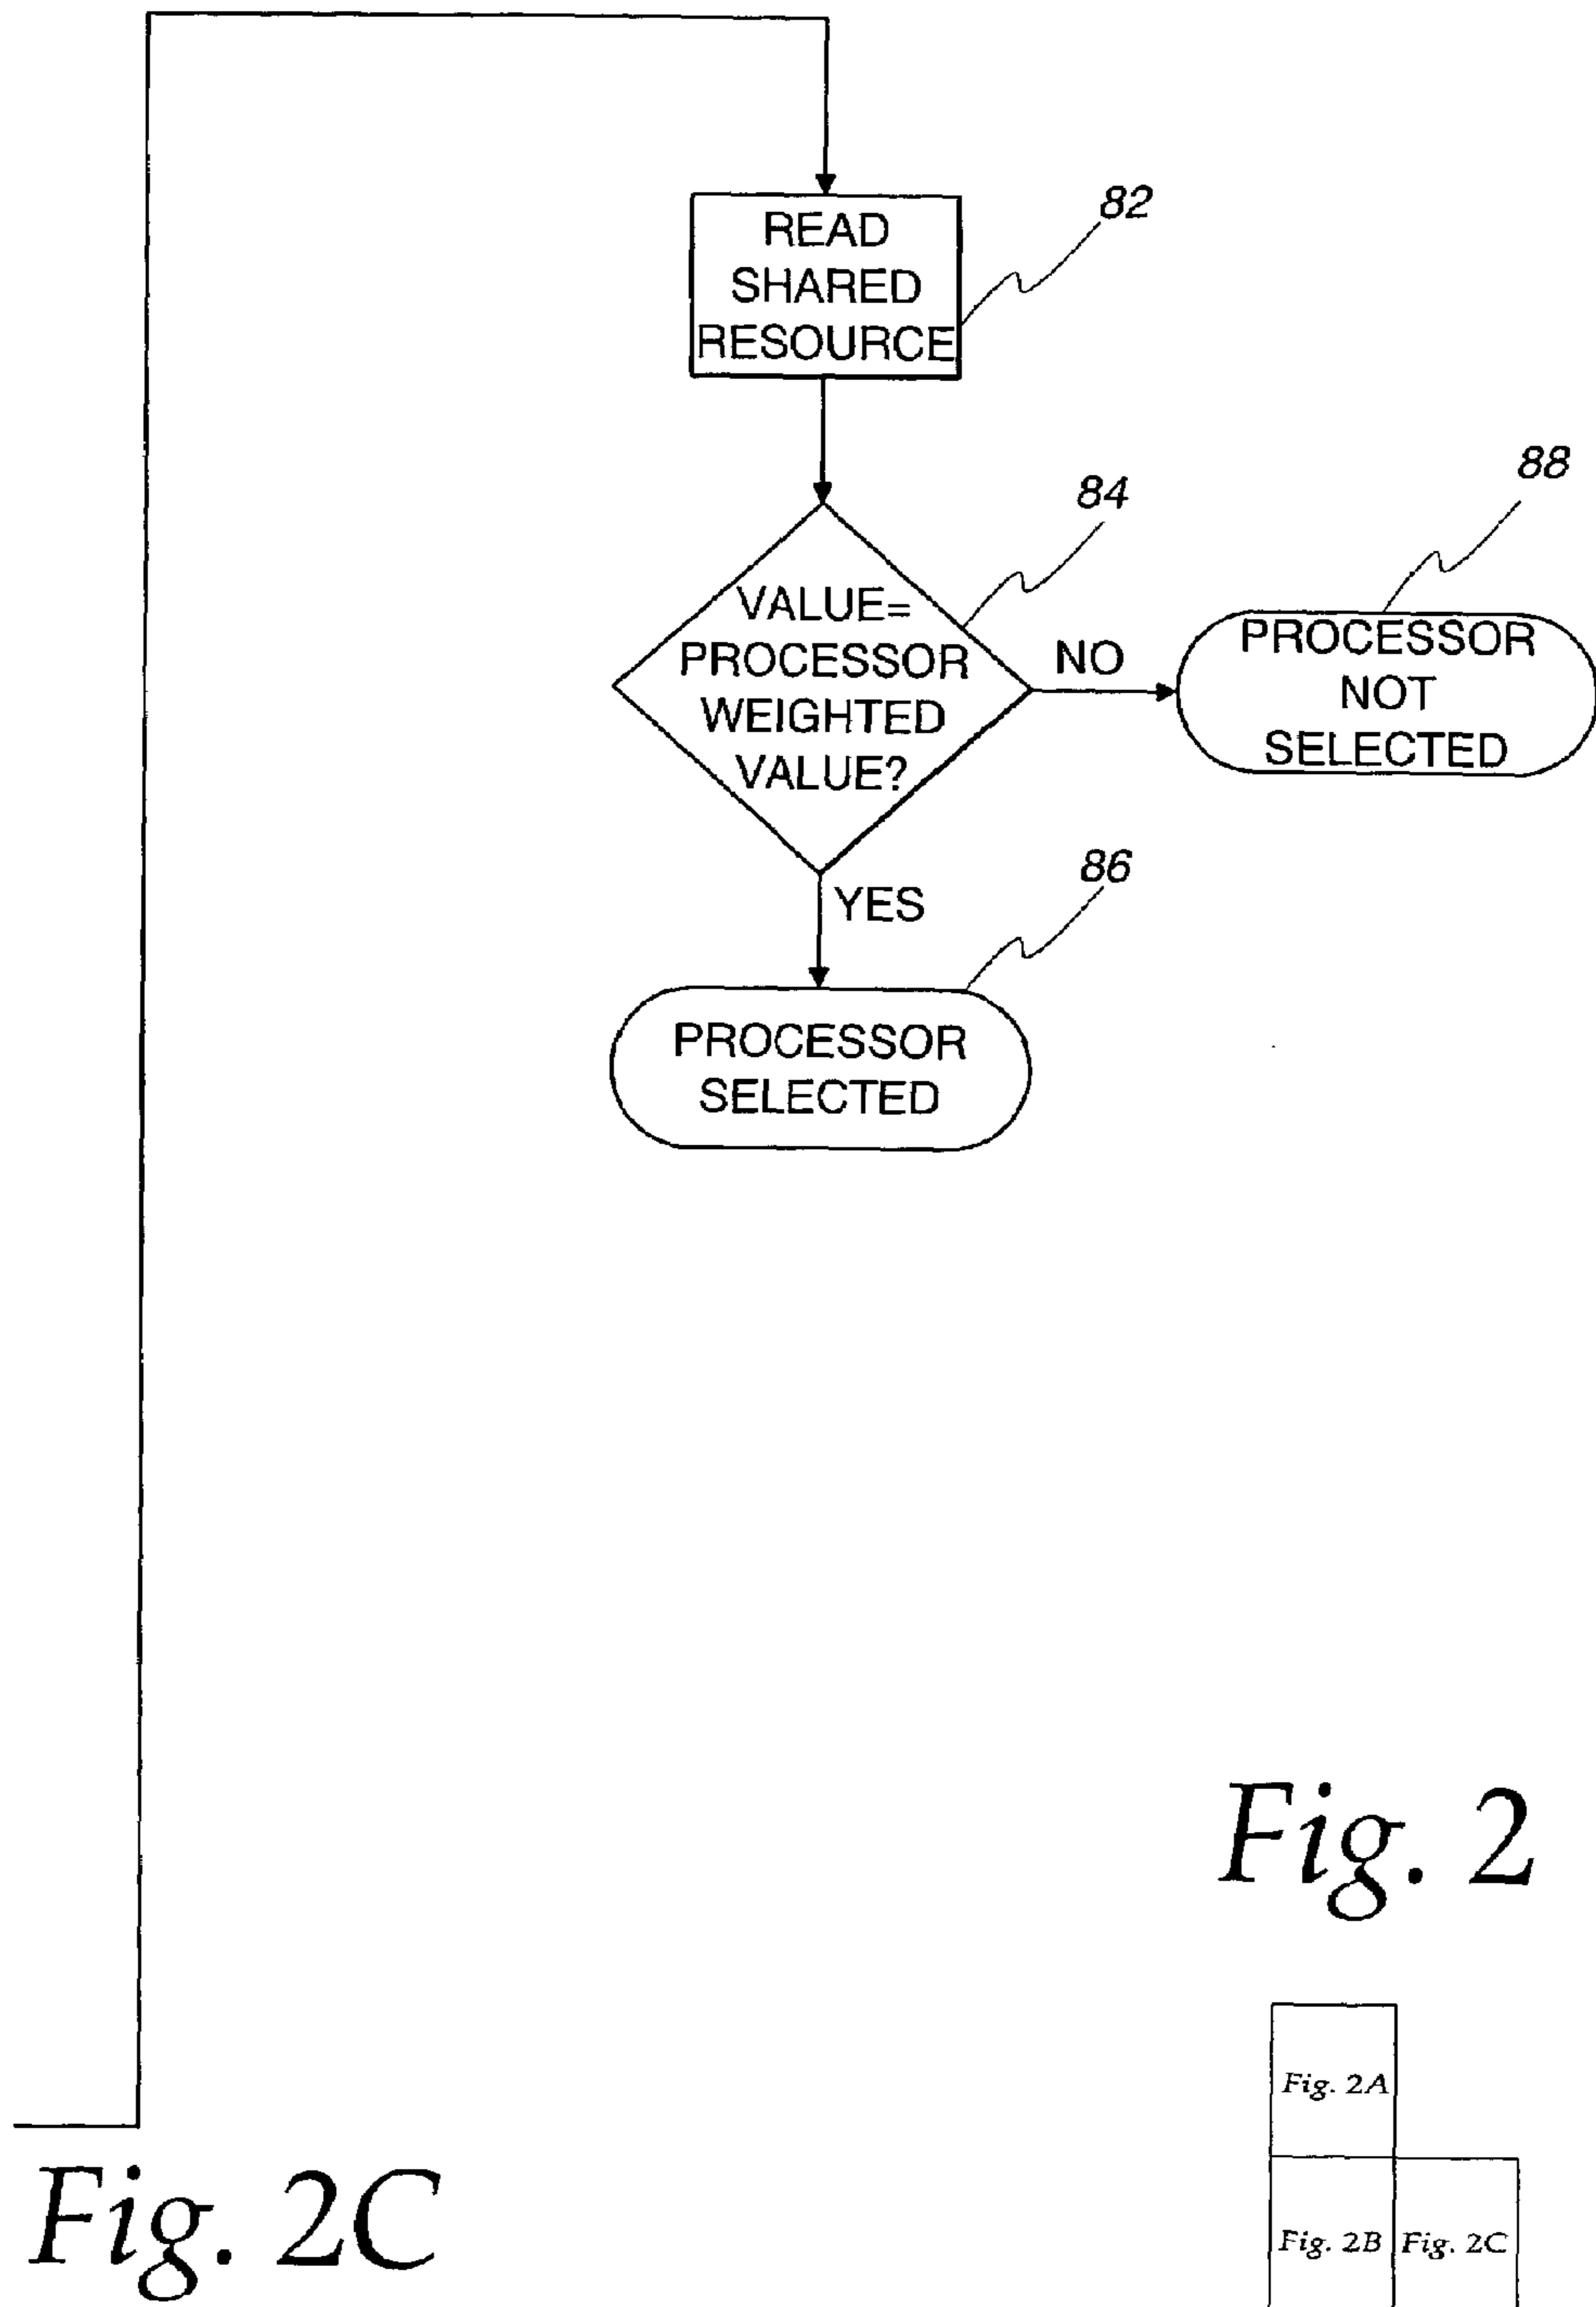 82
READ
SHARED
RESOURCE
84
88
VALUE=
PROCESSOR
WEIGHTED
VALUE?
NO
PROCESSOR
NOT
SELECTED
86
YES
PROCESSOR
SELECTED
Fig. 2
Fig. 2A
Fig. 2B
Fig. 2C
Fig. 2C